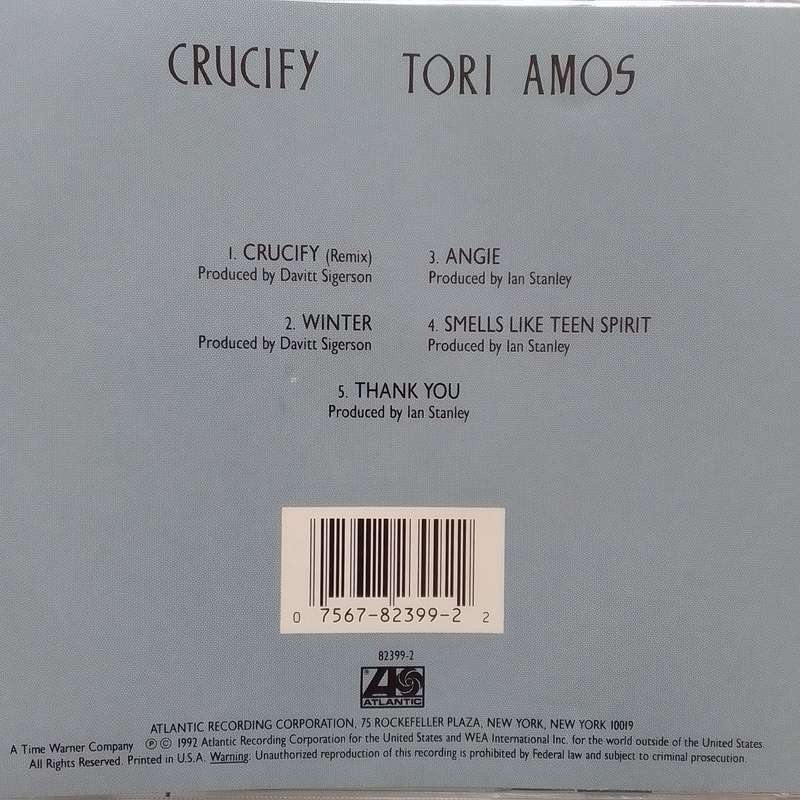 CRUCIFY TORI AMOS
1. CRUCIFY (Remix)
Produced by Davitt Sigerson
2. WINTER
Produced by Davitt Sigerson
3. ANGIE
Produced by Ian Stanley
4. SMELLS LIKE TEEN SPIRIT
Produced by Ian Stanley
5. THANK YOU
Produced by Ian Stanley
0 7567-82399-2 2
82399-2
ATLANTIC
ATLANTIC RECORDING CORPORATION, 75 ROCKEFELLER PLAZA, NEW YORK, NEW YORK 10019
A Time Warner Company ℗ © 1992 Atlantic Recording Corporation for the United States and WEA International Inc. for the world outside of the United States.
All Rights Reserved. Printed in U.S.A. Warning: Unauthorized reproduction of this recording is prohibited by Federal law and subject to criminal prosecution.